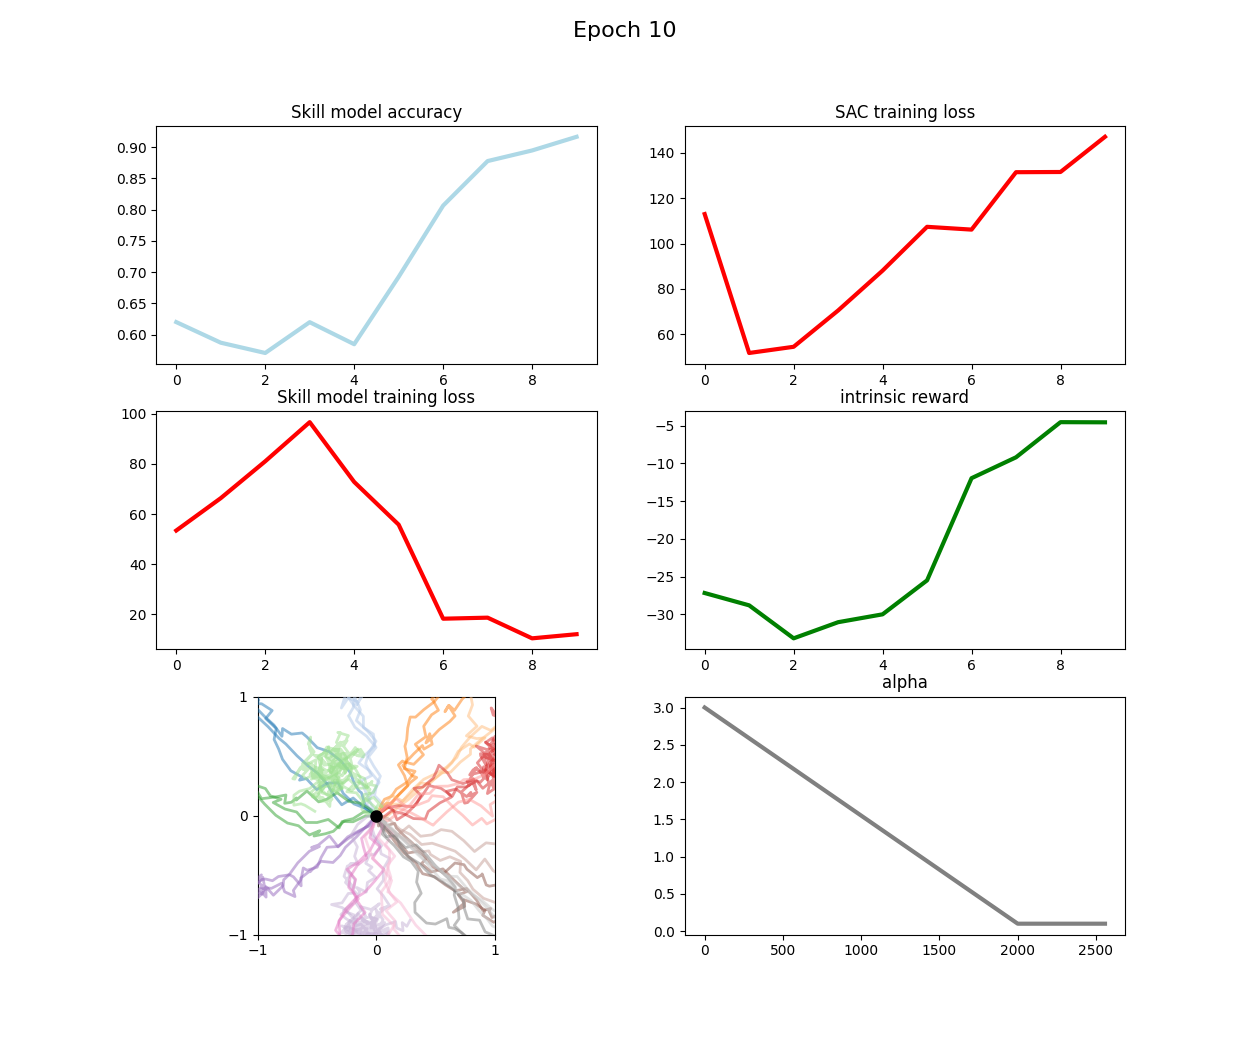 Epoch 10
Skill model accuracy
0.90
0.85
0.80
0.75
0.70
0.65
0.60
0 2 4 6 8
SAC training loss
140
120
100
80
60
0 2 4 6 8
Skill model training loss
100
80
60
40
20
0 2 4 6 8
intrinsic reward
−5
−10
−15
−20
−25
−30
0 2 4 6 8
1
0
−1
−1 0 1
alpha
3.0
2.5
2.0
1.5
1.0
0.5
0.0
0 500 1000 1500 2000 2500